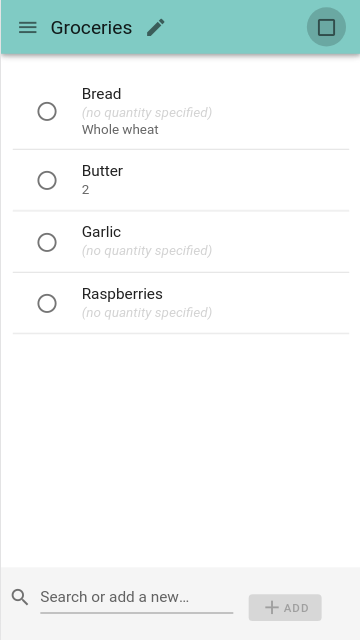 Groceries
Bread
(no quantity specified)
Whole wheat
Butter
2
Garlic
(no quantity specified)
Raspberries
(no quantity specified)
Search or add a new…
ADD